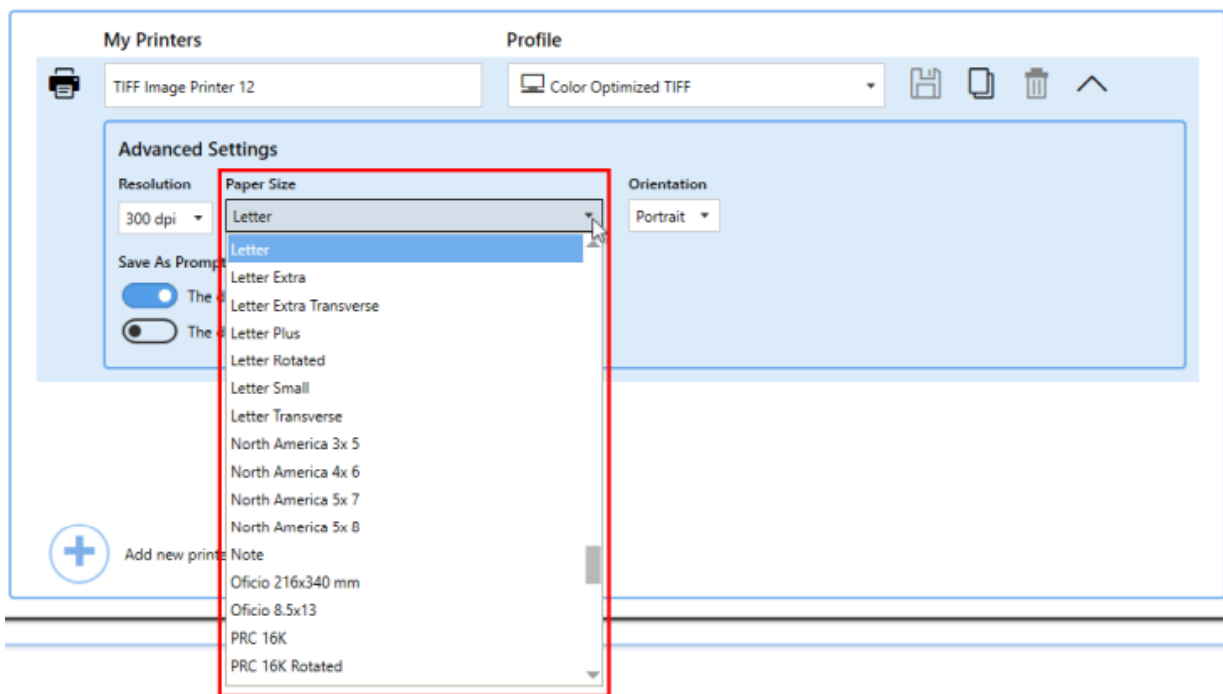 My Printers Profile
TIFF Image Printer 12 Color Optimized TIFF
Advanced Settings
Resolution Paper Size Orientation
300 dpi Letter Portrait
Letter
Save As Prompt
Letter Extra
The
Letter Extra Transverse
The
Letter Plus
Letter Rotated
Letter Small
Letter Transverse
North America 3x 5
North America 4x 6
North America 5x 7
North America 5x 8
Add new printe
Note
Oficio 216x340 mm
Oficio 8.5x13
PRC 16K
PRC 16K Rotated